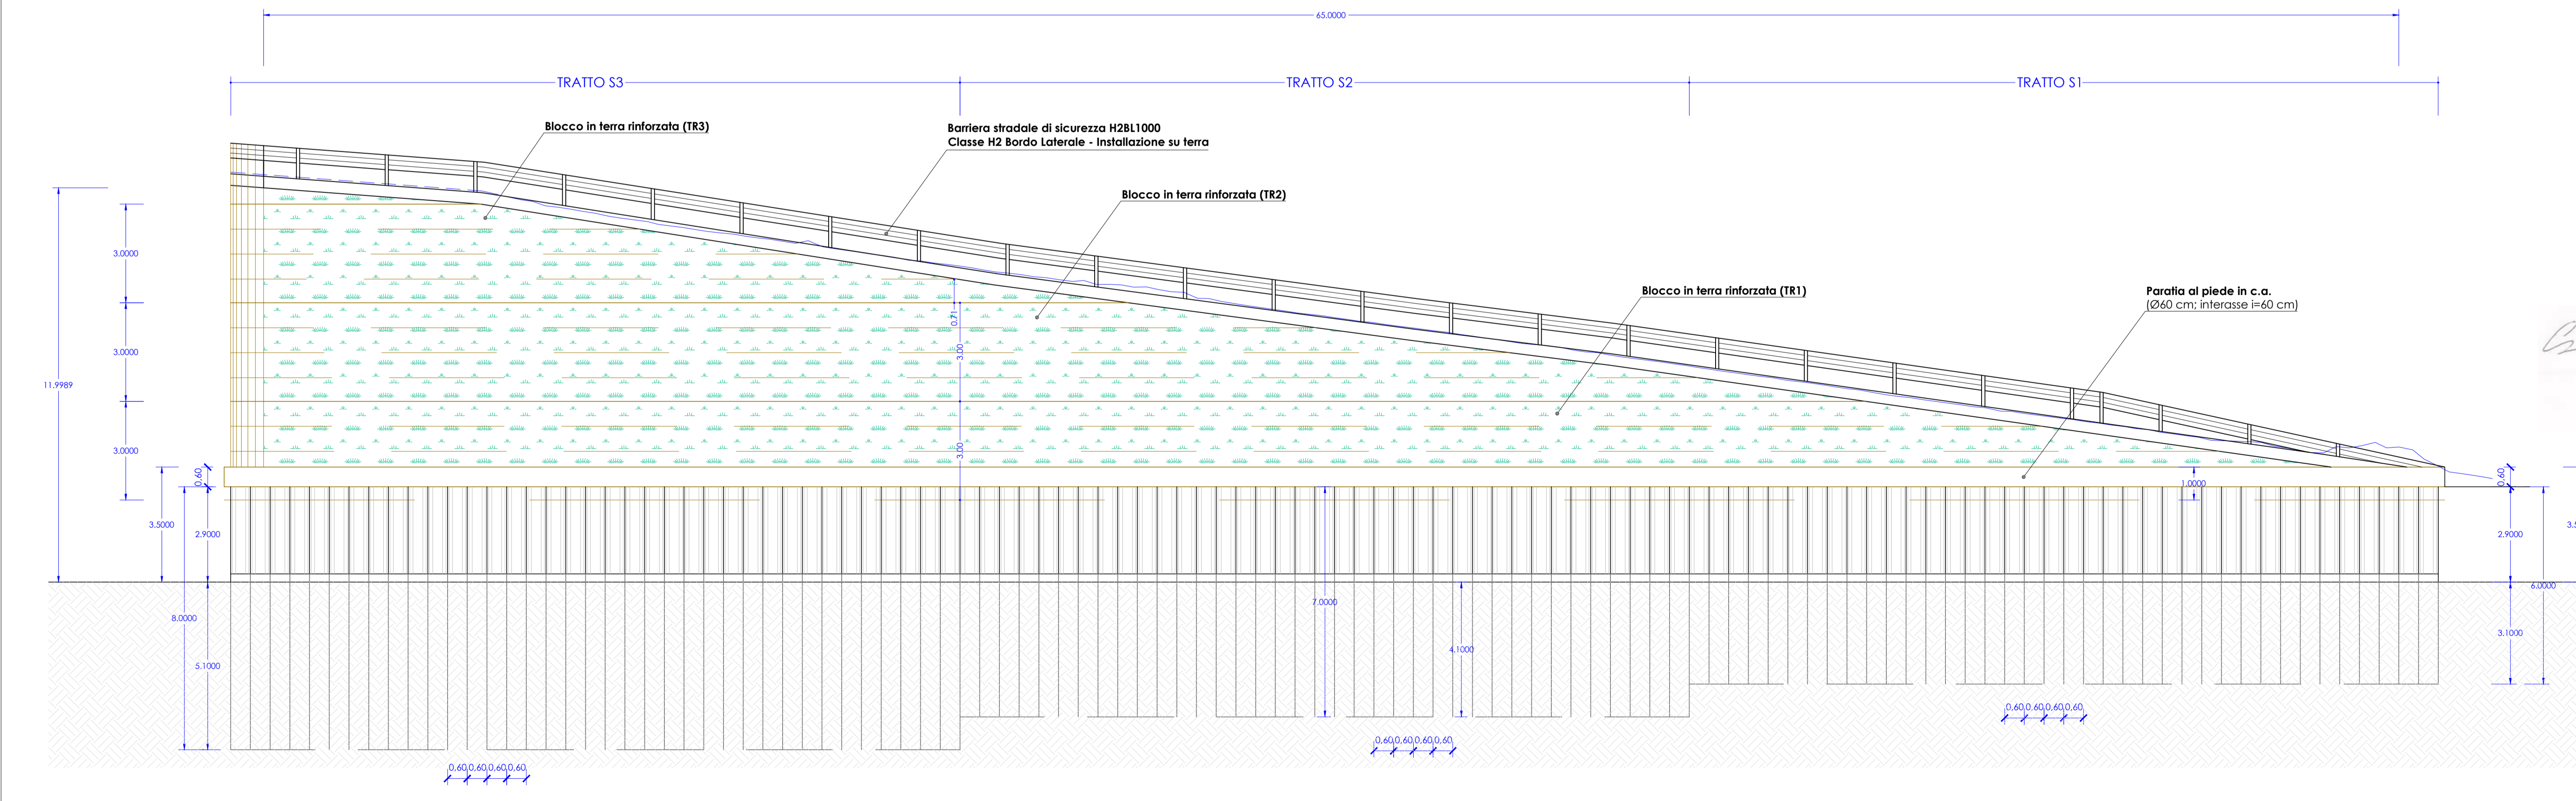 65.0000
TRATTO S3
TRATTO S2
TRATTO S1
Blocco in terra rinforzata (TR3)
Barriera stradale di sicurezza H2BL1000
Classe H2 Bordo Laterale - Installazione su terra
Blocco in terra rinforzata (TR2)
Blocco in terra rinforzata (TR1)
Paratia al piede in c.a.
(Ø60 cm; interasse i=60 cm)
3.0000
0.71
3.00
3.0000
11.9989
3.0000
3.00
0.60
0.60
1.0000
3.5000
2.9000
2.9000
6.0000
7.0000
8.0000
3.1000
4.1000
5.1000
0,60 0,60 0,60 0,60
0,60 0,60 0,60 0,60
0,60 0,60 0,60 0,60